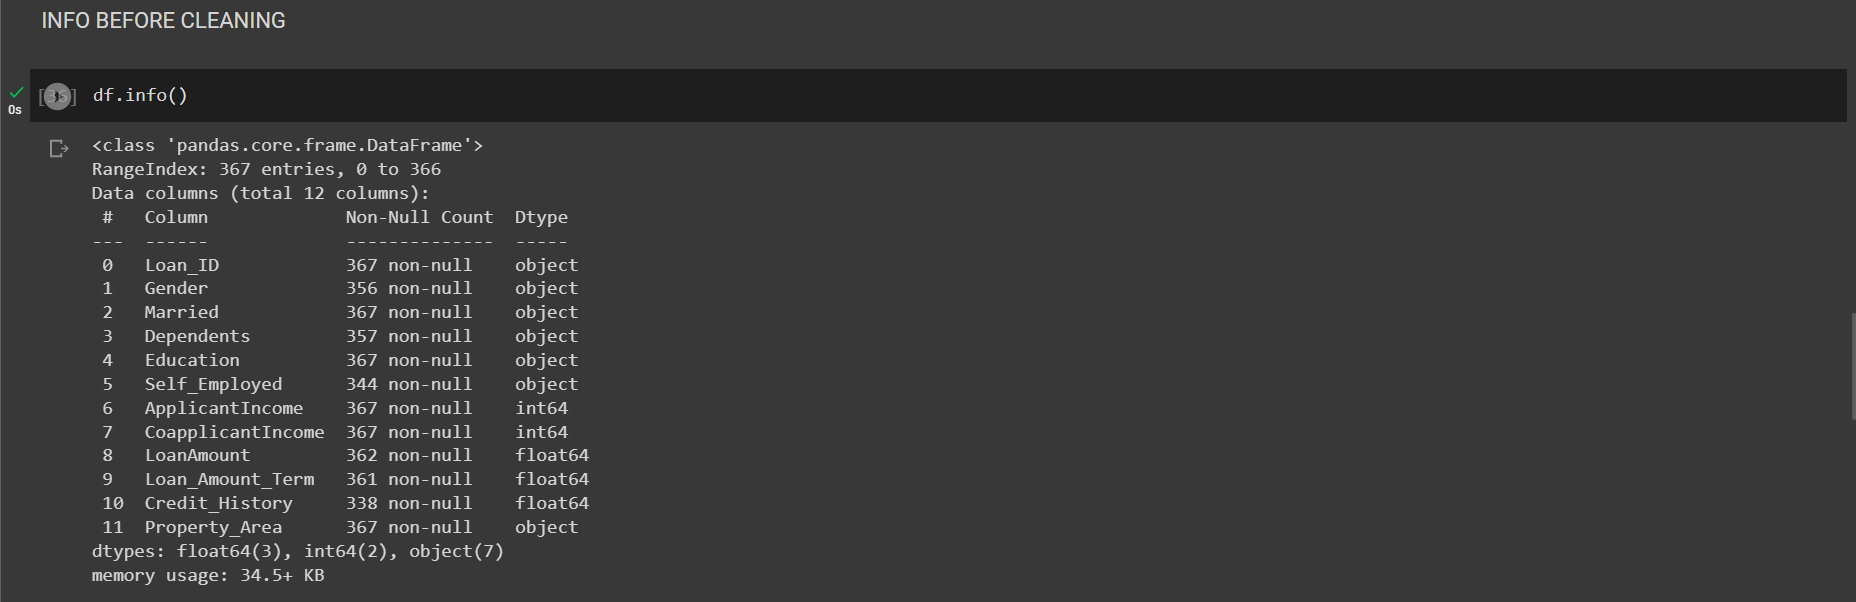 INFO BEFORE CLEANING
[36] df.info()
0s
<class 'pandas.core.frame.DataFrame'>
RangeIndex: 367 entries, 0 to 366
Data columns (total 12 columns):
 #   Column             Non-Null Count  Dtype
---  ------             --------------  -----
 0   Loan_ID            367 non-null    object
 1   Gender             356 non-null    object
 2   Married            367 non-null    object
 3   Dependents         357 non-null    object
 4   Education          367 non-null    object
 5   Self_Employed      344 non-null    object
 6   ApplicantIncome    367 non-null    int64
 7   CoapplicantIncome  367 non-null    int64
 8   LoanAmount         362 non-null    float64
 9   Loan_Amount_Term   361 non-null    float64
 10  Credit_History     338 non-null    float64
 11  Property_Area      367 non-null    object
dtypes: float64(3), int64(2), object(7)
memory usage: 34.5+ KB